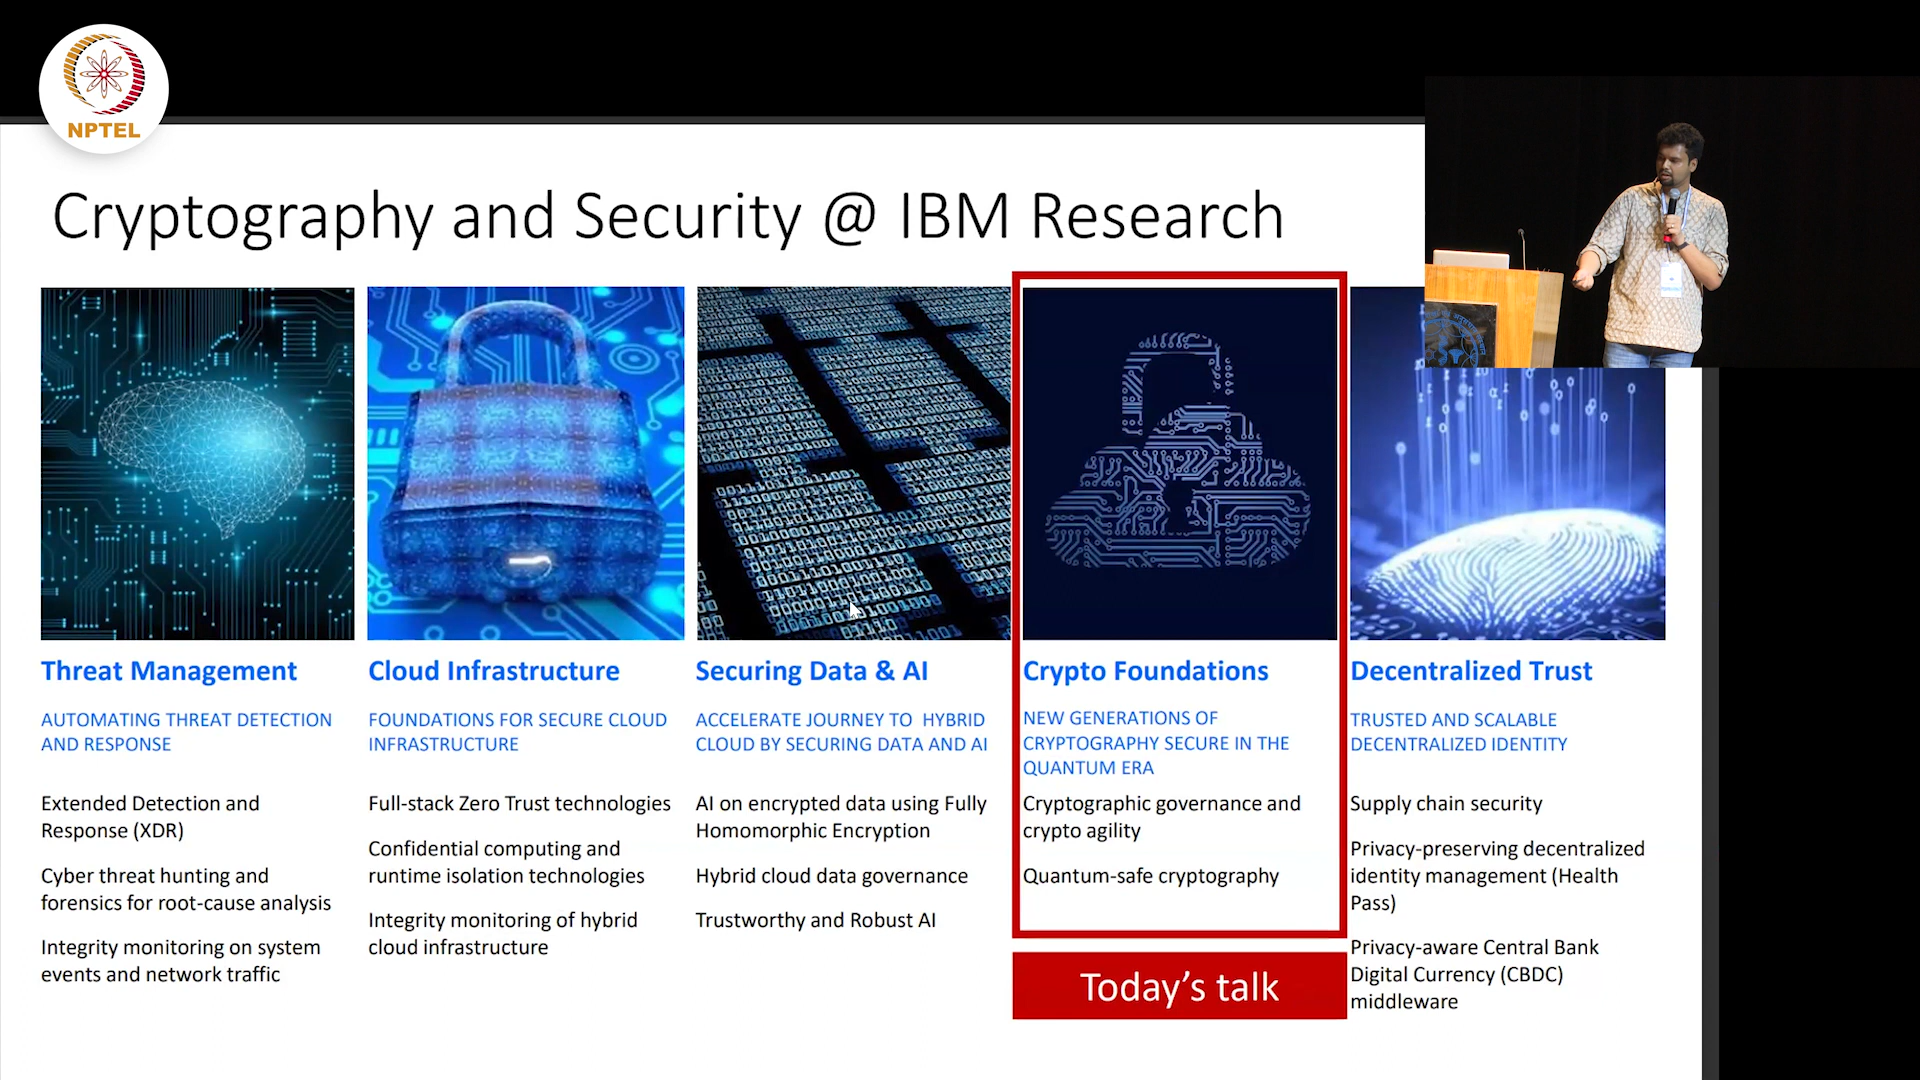 NPTEL
Cryptography and Security @ IBM Research
Threat Management
AUTOMATING THREAT DETECTION
AND RESPONSE
Extended Detection and
Response (XDR)
Cyber threat hunting and
forensics for root-cause analysis
Integrity monitoring on system
events and network traffic
Cloud Infrastructure
FOUNDATIONS FOR SECURE CLOUD
INFRASTRUCTURE
Full-stack Zero Trust technologies
Confidential computing and
runtime isolation technologies
Integrity monitoring of hybrid
cloud infrastructure
Securing Data & AI
ACCELERATE JOURNEY TO HYBRID
CLOUD BY SECURING DATA AND AI
AI on encrypted data using Fully
Homomorphic Encryption
Hybrid cloud data governance
Trustworthy and Robust AI
Crypto Foundations
NEW GENERATIONS OF
CRYPTOGRAPHY SECURE IN THE
QUANTUM ERA
Cryptographic governance and
crypto agility
Quantum-safe cryptography
Today’s talk
Decentralized Trust
TRUSTED AND SCALABLE
DECENTRALIZED IDENTITY
Supply chain security
Privacy-preserving decentralized
identity management (Health
Pass)
Privacy-aware Central Bank
Digital Currency (CBDC)
middleware